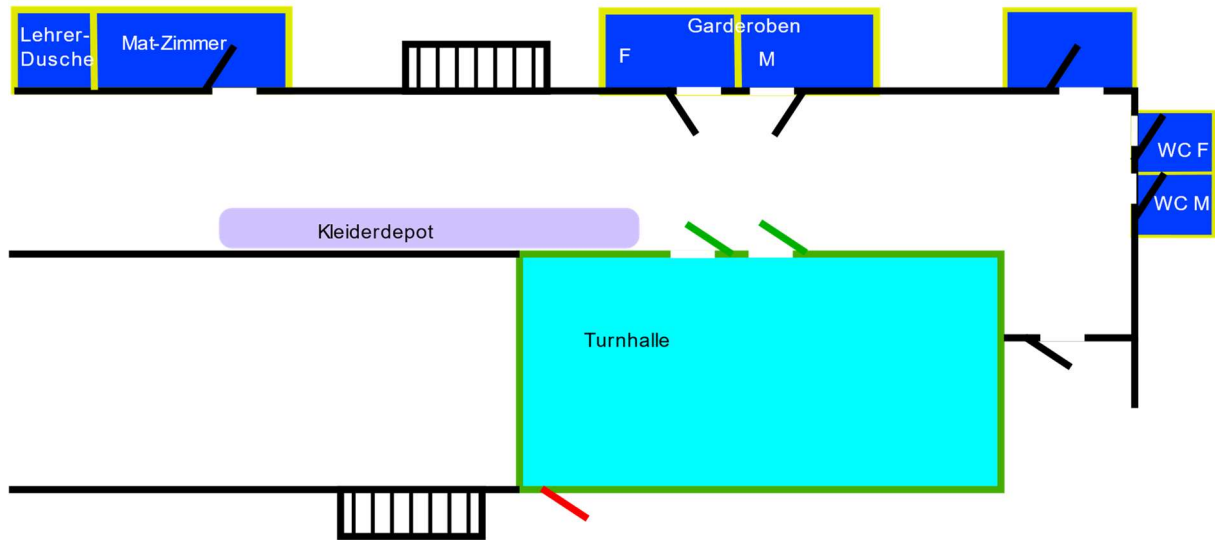 Lehrer-
Dusche
Mat-Zimmer
Garderoben
F
M
WC F
WC M
Kleiderdepot
Turnhalle